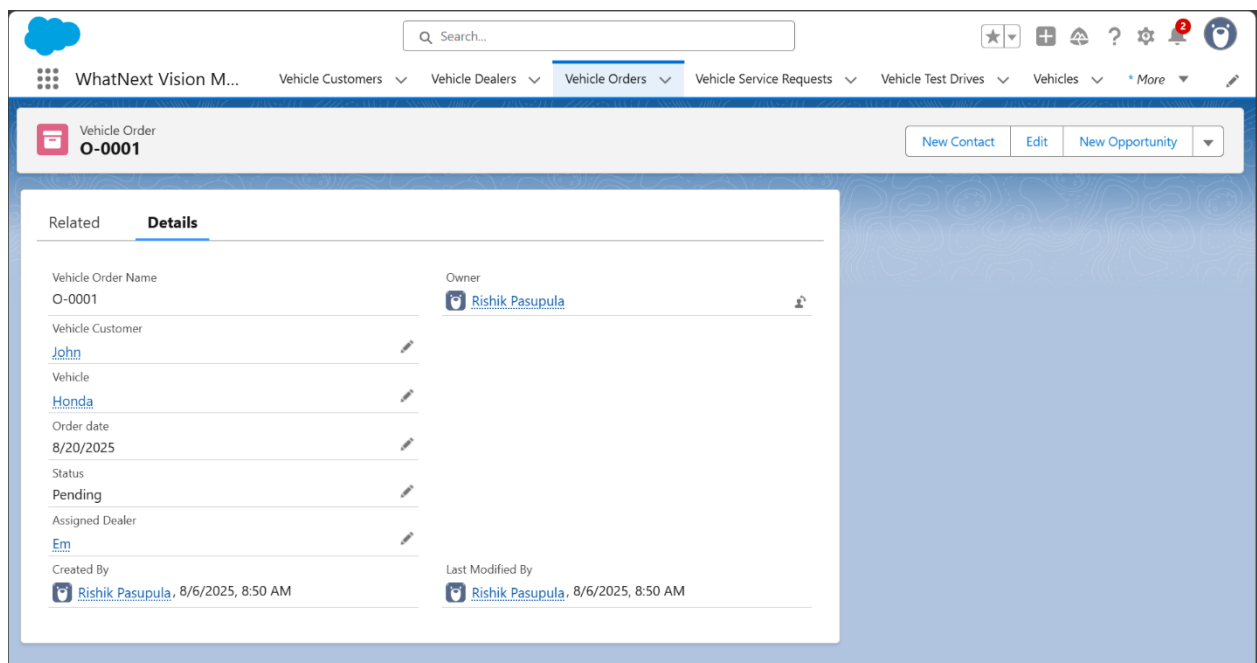 Search...
2
WhatNext Vision M...
Vehicle Customers
Vehicle Dealers
Vehicle Orders
Vehicle Service Requests
Vehicle Test Drives
Vehicles
* More
Vehicle Order
O-0001
New Contact
Edit
New Opportunity
Related
Details
Vehicle Order Name
O-0001
Owner
Rishik Pasupula
Vehicle Customer
John
Vehicle
Honda
Order date
8/20/2025
Status
Pending
Assigned Dealer
Em
Created By
Rishik Pasupula, 8/6/2025, 8:50 AM
Last Modified By
Rishik Pasupula, 8/6/2025, 8:50 AM